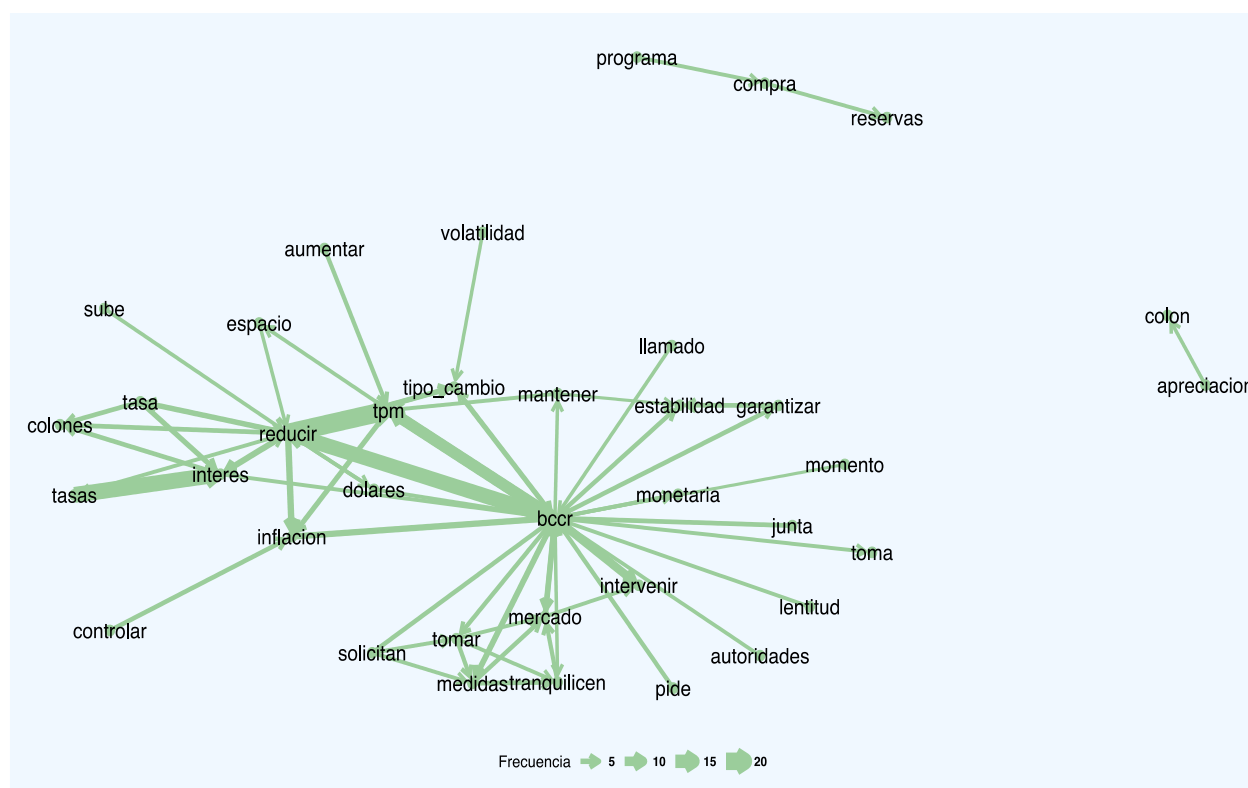 programa
compra
reservas
volatilidad
aumentar
sube
colon
espacio
llamado
apreciacion
tipo_cambio
mantener
tasa
estabilidad
garantizar
tpm
colones
reducir
momento
interes
dolares
tasas
monetaria
bccr
junta
inflacion
toma
intervenir
lentitud
mercado
controlar
tomar
solicitan
autoridades
medidas
tranquilicen
pide
Frecuencia 5 10 15 20